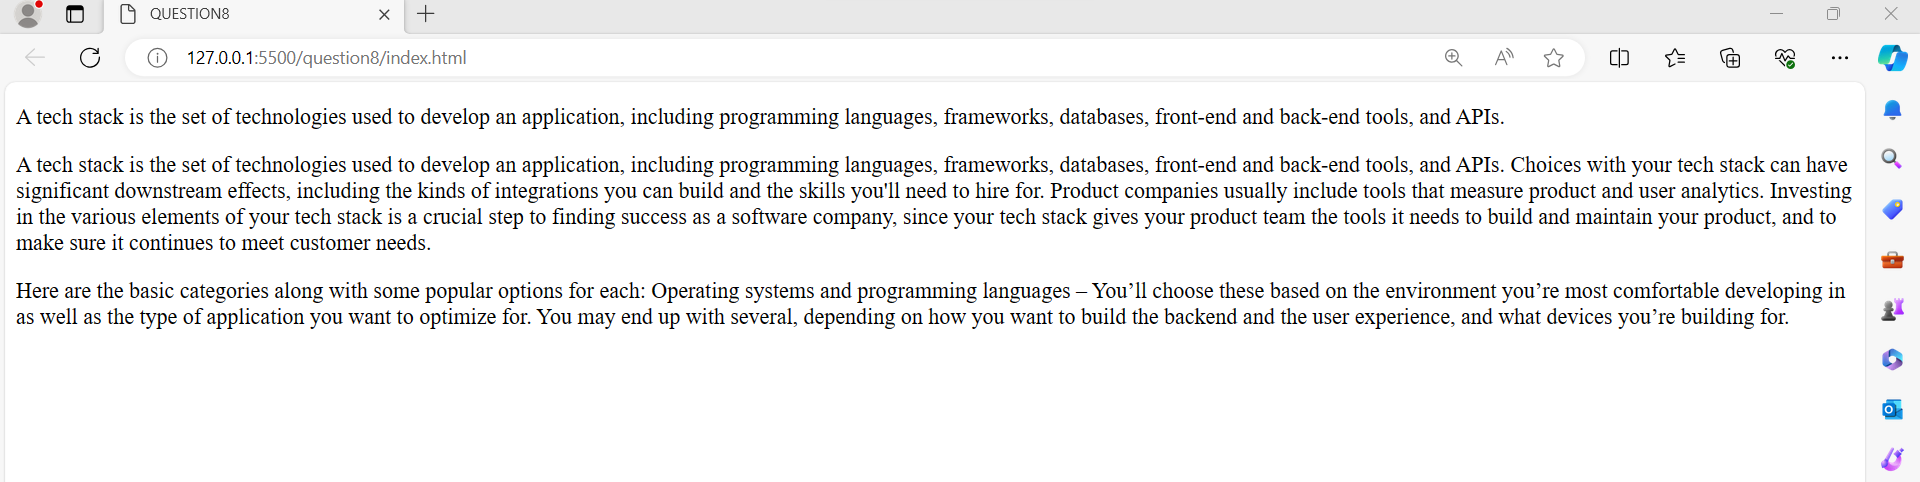 QUESTION8
127.0.0.1:5500/question8/index.html
A tech stack is the set of technologies used to develop an application, including programming languages, frameworks, databases, front-end and back-end tools, and APIs.
A tech stack is the set of technologies used to develop an application, including programming languages, frameworks, databases, front-end and back-end tools, and APIs. Choices with your tech stack can have
significant downstream effects, including the kinds of integrations you can build and the skills you'll need to hire for. Product companies usually include tools that measure product and user analytics. Investing
in the various elements of your tech stack is a crucial step to finding success as a software company, since your tech stack gives your product team the tools it needs to build and maintain your product, and to
make sure it continues to meet customer needs.
Here are the basic categories along with some popular options for each: Operating systems and programming languages – You’ll choose these based on the environment you’re most comfortable developing in
as well as the type of application you want to optimize for. You may end up with several, depending on how you want to build the backend and the user experience, and what devices you’re building for.